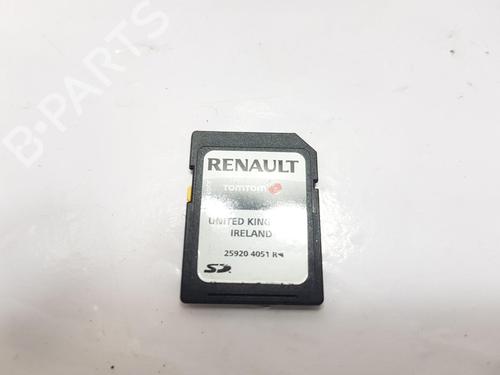 RENAULT
TOMTOM
UNITED KING
IRELAND
25920 4051 R
SD
B-PARTS